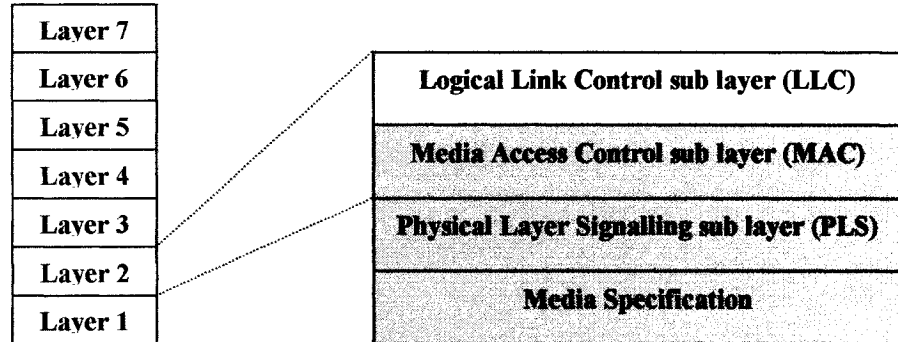 Layer 7
Layer 6
Layer 5
Layer 4
Layer 3
Layer 2
Layer 1
Logical Link Control sub layer (LLC)
Media Access Control sub layer (MAC)
Physical Layer Signalling sub layer (PLS)
Media Specification